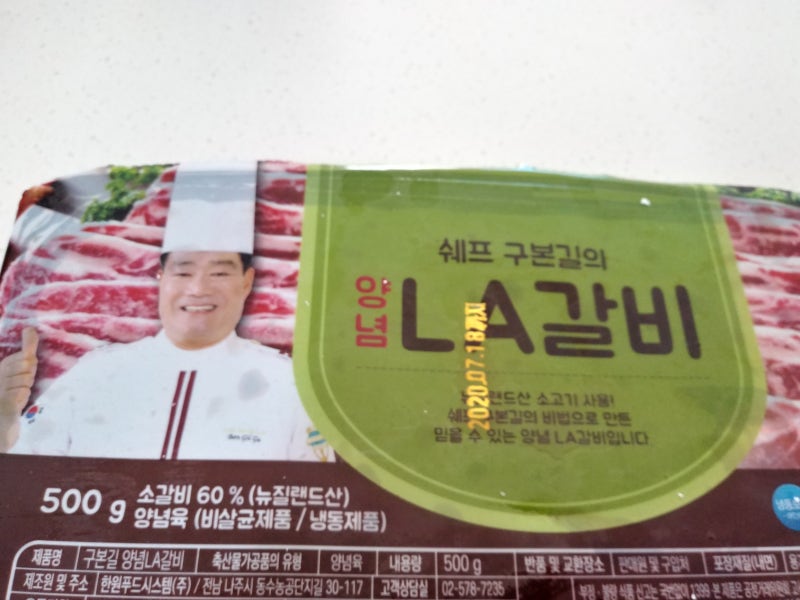 쉐프 구본길의
양념 LA갈비
2020.07.18까지
뉴질랜드산 소고기 사용!
쉐프 구본길의 비법으로 만든
믿을 수 있는 양념 LA갈비입니다
500 g 소갈비 60 % (뉴질랜드산)
양념육 (비살균제품 / 냉동제품)
제품명 구본길 양념LA갈비 축산물가공품의 유형 양념육 내용량 500 g 반품 및 교환장소 판매원 및 구입처 포장재질(내면)
제조원 및 주소 한원푸드시스템(주) / 전남 나주시 동수농공단지길 30-117 고객상담실 02-578-7235